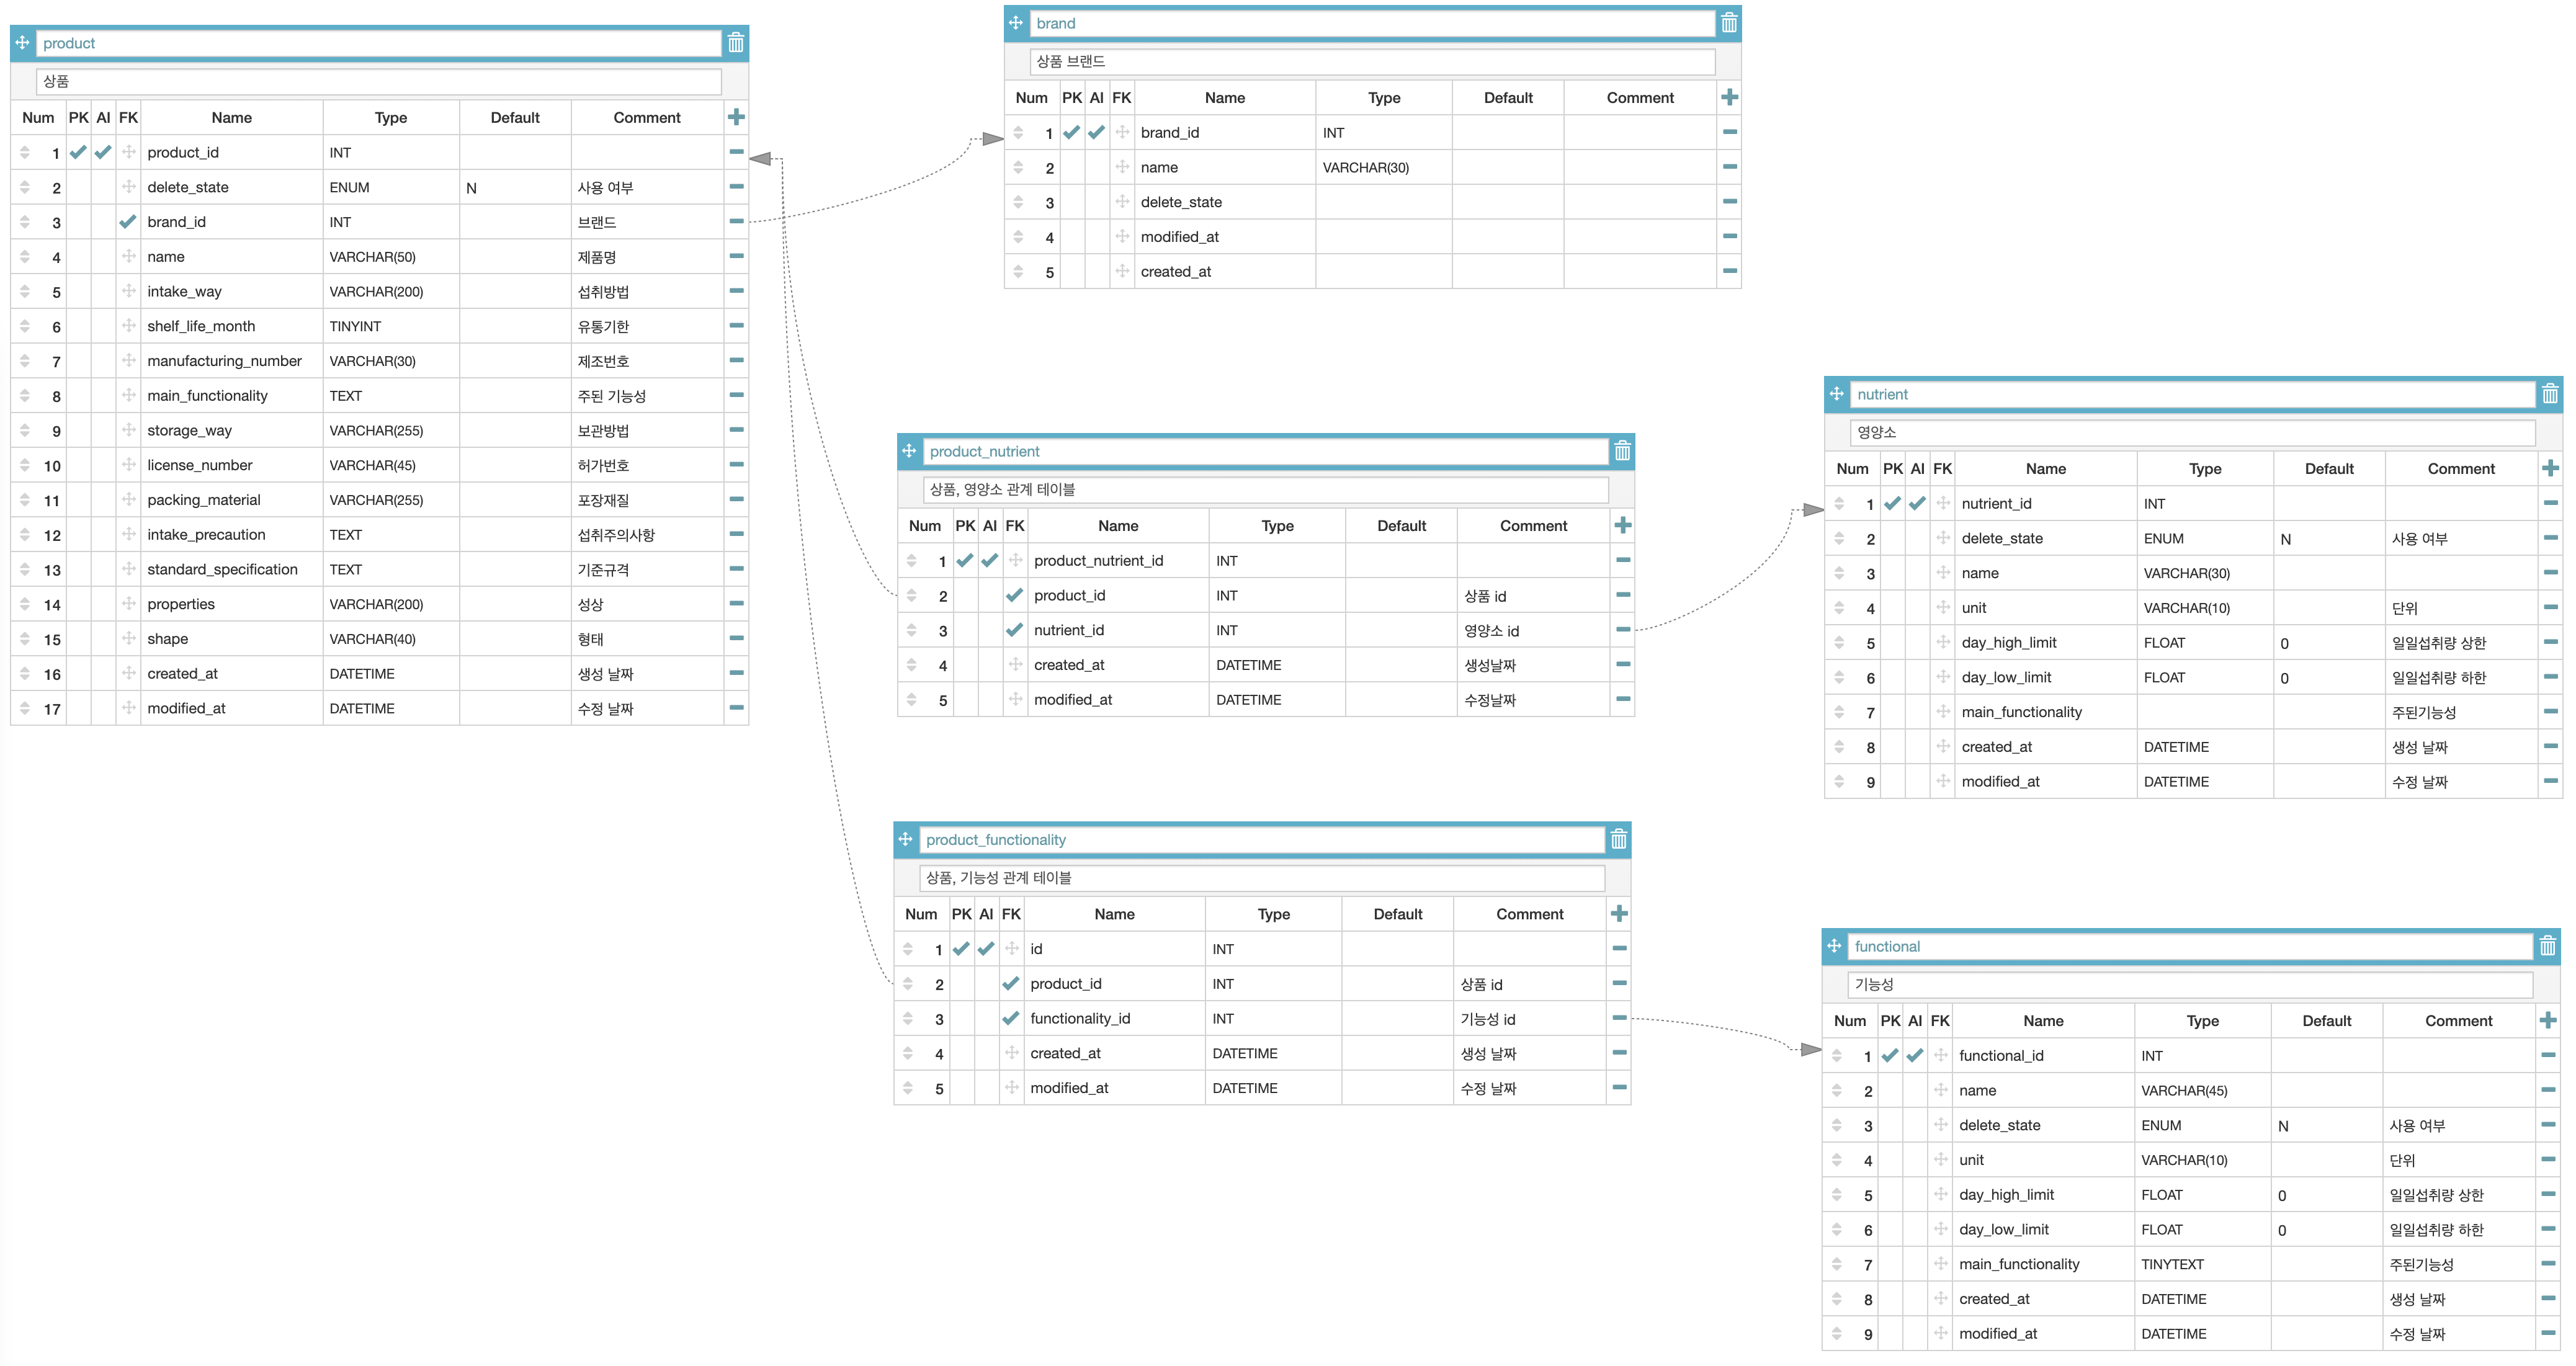 product
상품
Num PK AI FK Name Type Default Comment
1 product_id INT
2 delete_state ENUM N 사용 여부
3 brand_id INT 브랜드
4 name VARCHAR(50) 제품명
5 intake_way VARCHAR(200) 섭취방법
6 shelf_life_month TINYINT 유통기한
7 manufacturing_number VARCHAR(30) 제조번호
8 main_functionality TEXT 주된 기능성
9 storage_way VARCHAR(255) 보관방법
10 license_number VARCHAR(45) 허가번호
11 packing_material VARCHAR(255) 포장재질
12 intake_precaution TEXT 섭취주의사항
13 standard_specification TEXT 기준규격
14 properties VARCHAR(200) 성상
15 shape VARCHAR(40) 형태
16 created_at DATETIME 생성 날짜
17 modified_at DATETIME 수정 날짜
brand
상품 브랜드
Num PK AI FK Name Type Default Comment
1 brand_id INT
2 name VARCHAR(30)
3 delete_state
4 modified_at
5 created_at
product_nutrient
상품, 영양소 관계 테이블
Num PK AI FK Name Type Default Comment
1 product_nutrient_id INT
2 product_id INT 상품 id
3 nutrient_id INT 영양소 id
4 created_at DATETIME 생성날짜
5 modified_at DATETIME 수정날짜
nutrient
영양소
Num PK AI FK Name Type Default Comment
1 nutrient_id INT
2 delete_state ENUM N 사용 여부
3 name VARCHAR(30)
4 unit VARCHAR(10) 단위
5 day_high_limit FLOAT 0 일일섭취량 상한
6 day_low_limit FLOAT 0 일일섭취량 하한
7 main_functionality 주된기능성
8 created_at DATETIME 생성 날짜
9 modified_at DATETIME 수정 날짜
product_functionality
상품, 기능성 관계 테이블
Num PK AI FK Name Type Default Comment
1 id INT
2 product_id INT 상품 id
3 functionality_id INT 기능성 id
4 created_at DATETIME 생성 날짜
5 modified_at DATETIME 수정 날짜
functional
기능성
Num PK AI FK Name Type Default Comment
1 functional_id INT
2 name VARCHAR(45)
3 delete_state ENUM N 사용 여부
4 unit VARCHAR(10) 단위
5 day_high_limit FLOAT 0 일일섭취량 상한
6 day_low_limit FLOAT 0 일일섭취량 하한
7 main_functionality TINYTEXT 주된기능성
8 created_at DATETIME 생성 날짜
9 modified_at DATETIME 수정 날짜